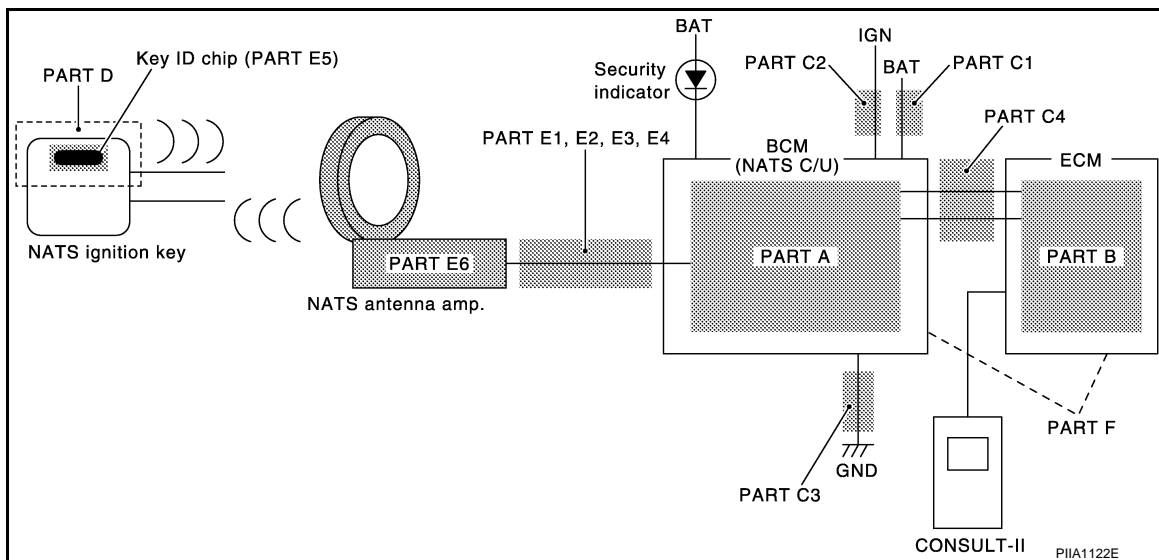 Key ID chip (PART E5)
PART D
NATS ignition key
PART E6
NATS antenna amp.
PART E1, E2, E3, E4
BAT
Security
indicator
PART C2
IGN
BAT
PART C1
PART C4
BCM
(NATS C/U)
ECM
PART A
PART B
PART C3
GND
PART F
CONSULT-II
PIIA1122E